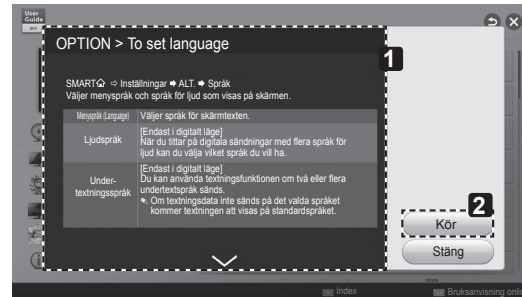 User
Guide
OPTION > To set language
1
SMART ⇨ Inställningar ➡ ALT. ➡ Språk
Väljer menyspråk och språk för ljud som visas på skärmen.
Menyspråk (Language) Väljer språk för skärmtexten.
Ljudspråk
[Endast i digitalt läge]
När du tittar på digitala sändningar med flera språk för
ljud kan du välja vilket språk du vill ha.
Under-
textningsspråk
[Endast i digitalt läge]
Du kan använda textningsfunktionen om två eller flera
undertextspråk sänds.
Om textningsdata inte sänds på det valda språket
kommer textningen att visas på standardspråket.
2
Kör
Stäng
more
Index
Bruksanvisning onli